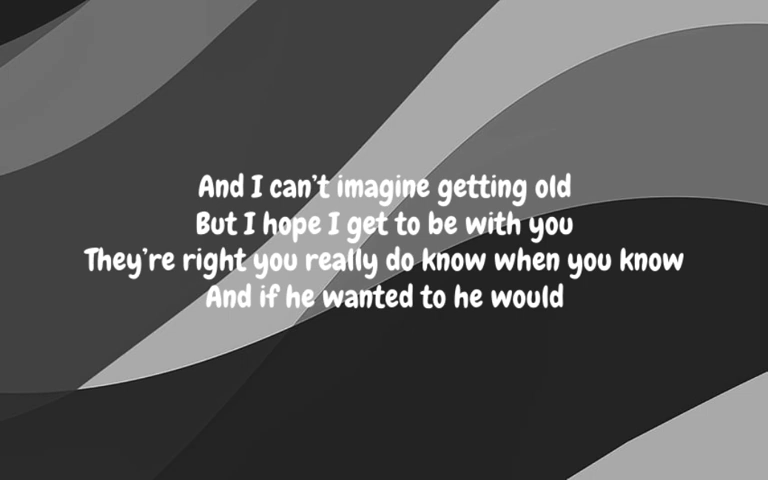 And I can't imagine getting old
But I hope I get to be with you
They're right you really do know when you know
And if he wanted to he would